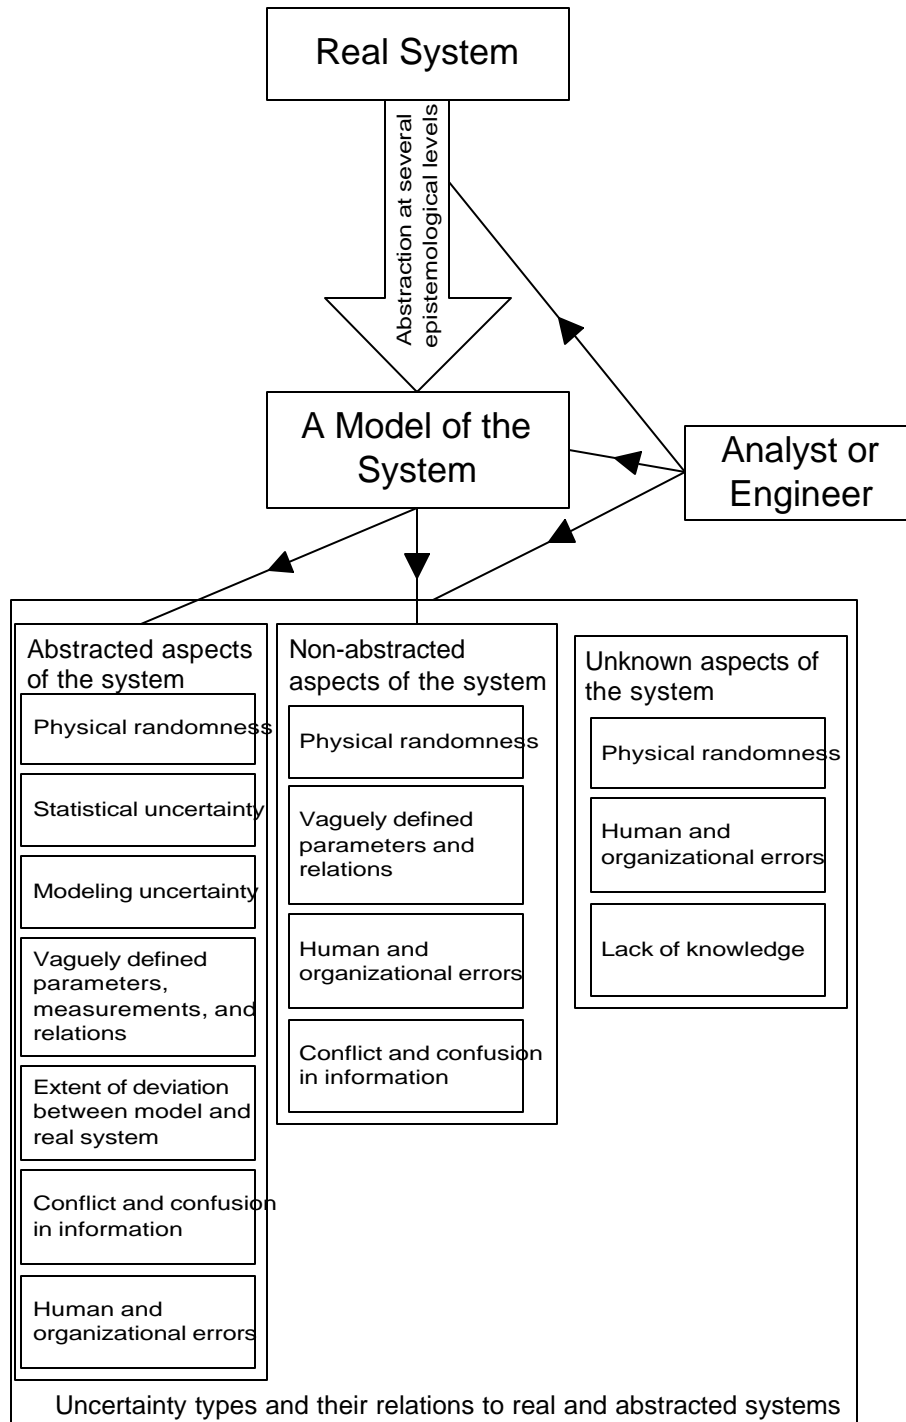 Real System
Abstraction at several
epistemological levels
A Model of the
System
Analyst or
Engineer
Abstracted aspects
of the system
Physical randomness
Statistical uncertainty
Modeling uncertainty
Vaguely defined
parameters,
measurements, and
relations
Extent of deviation
between model and
real system
Conflict and confusion
in information
Human and
organizational errors
Non-abstracted
aspects of the system
Physical randomness
Vaguely defined
parameters and
relations
Human and
organizational errors
Conflict and confusion
in information
Unknown aspects of
the system
Physical randomness
Human and
organizational errors
Lack of knowledge
Uncertainty types and their relations to real and abstracted systems